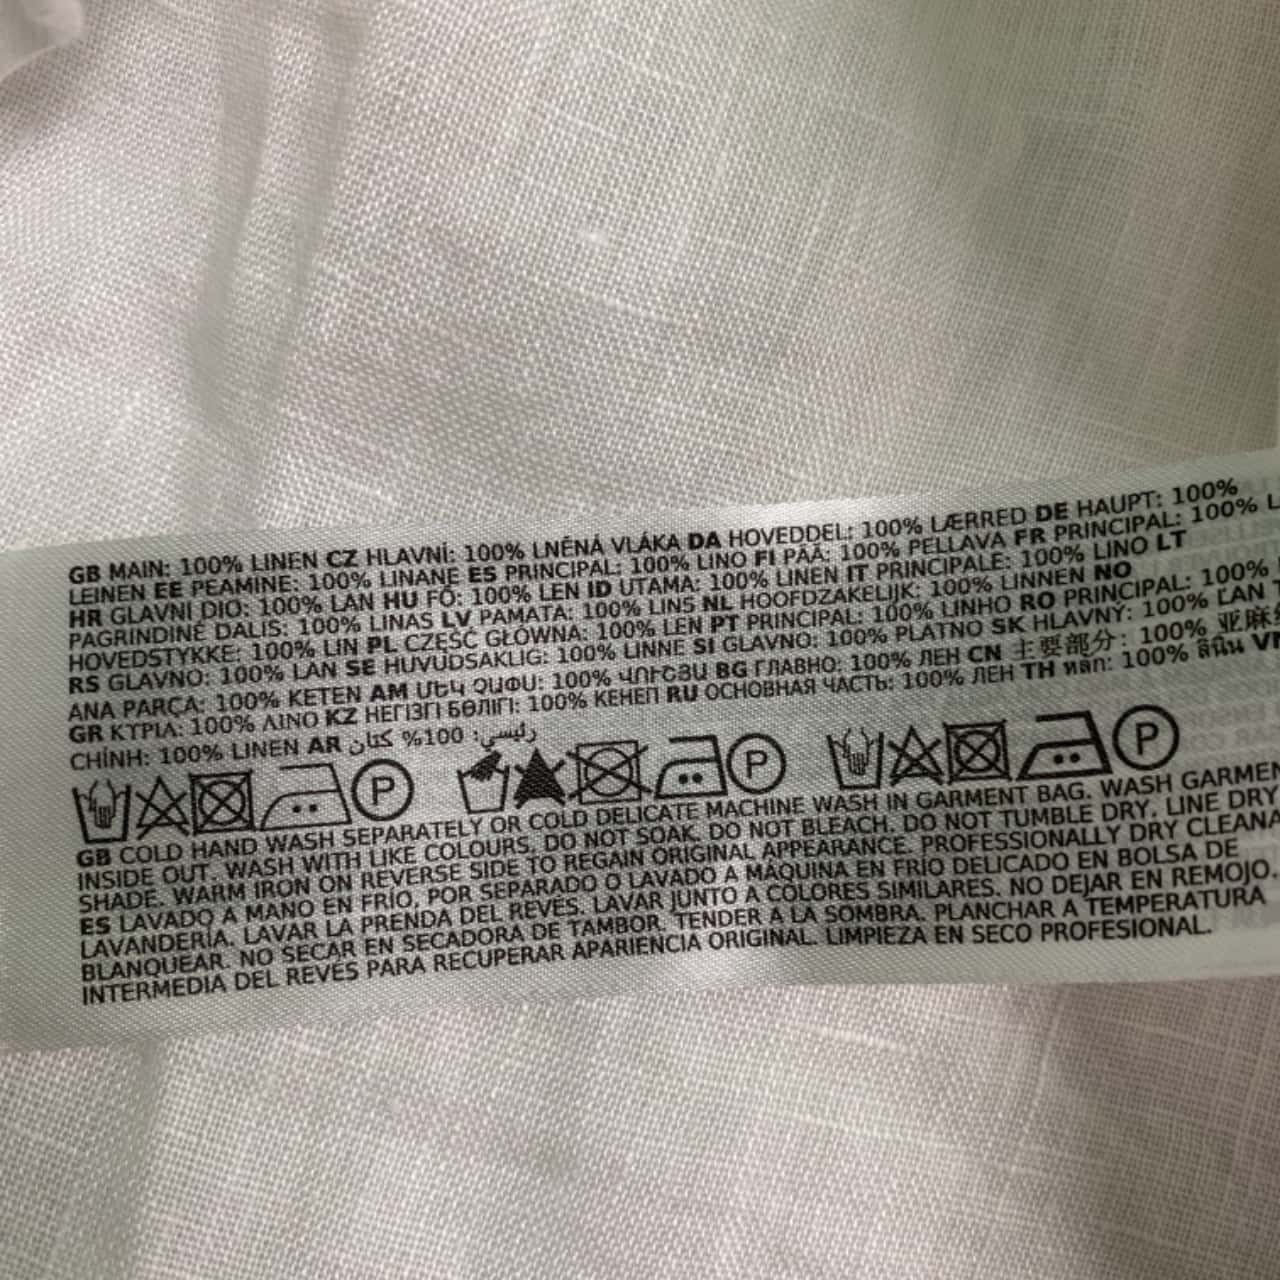 GB MAIN: 100% LINEN CZ HLAVNÍ: 100% LNĚNÁ VLÁKA DA HOVEDDEL: 100% LÆRRED DE HAUPT: 100%
LEINEN EE PEAMINE: 100% LINANE ES PRINCIPAL: 100% LINO FI PÄÄ: 100% PELLAVA FR PRINCIPAL: 100%
HR GLAVNI DIO: 100% LAN HU FŐ: 100% LEN ID UTAMA: 100% LINEN IT PRINCIPALE: 100% LINO LT
PAGRINDINĖ DALIS: 100% LINAS LV PAMATA: 100% LINS NL HOOFDZAKELIJK: 100% LINNEN NO
HOVEDSTYKKE: 100% LIN PL CZĘŚĆ GŁÓWNA: 100% LEN PT PRINCIPAL: 100% LINHO RO PRINCIPAL: 100%
RS GLAVNO: 100% LAN SE HUVUDSAKLIG: 100% LINNE SI GLAVNO: 100% PLATNO SK HLAVNÝ: 100% ĽAN
ANA PARÇA: 100% KETEN AM ՄԵԿ ՉԱՓՍ: 100% ՎՈՒՇՅՍ BG ГЛАВНО: 100% ЛЕН CN 主要部分: 100% 亚麻
GR ΚΥΡΙΑ: 100% ΛΙΝΟ KZ НЕГІЗГІ БӨЛІГІ: 100% КЕНЕП RU ОСНОВНАЯ ЧАСТЬ: 100% ЛЕН TH หลัก: 100% ลินิน
CHÍNH: 100% LINEN AR رئيسي: 100% كتان
P P P
GB COLD HAND WASH SEPARATELY OR COLD DELICATE MACHINE WASH IN GARMENT BAG. WASH GARMEN
INSIDE OUT. WASH WITH LIKE COLOURS. DO NOT SOAK. DO NOT BLEACH. DO NOT TUMBLE DRY. LINE DRY
SHADE. WARM IRON ON REVERSE SIDE TO REGAIN ORIGINAL APPEARANCE. PROFESSIONALLY DRY CLEANA
ES LAVADO A MANO EN FRÍO, POR SEPARADO O LAVADO A MÁQUINA EN FRÍO DELICADO EN BOLSA DE
LAVANDERÍA. LAVAR LA PRENDA DEL REVÉS. LAVAR JUNTO A COLORES SIMILARES. NO DEJAR EN REMOJO.
BLANQUEAR. NO SECAR EN SECADORA DE TAMBOR. TENDER A LA SOMBRA. PLANCHAR A TEMPERATURA
INTERMEDIA DEL REVÉS PARA RECUPERAR APARIENCIA ORIGINAL. LIMPIEZA EN SECO PROFESIONAL.